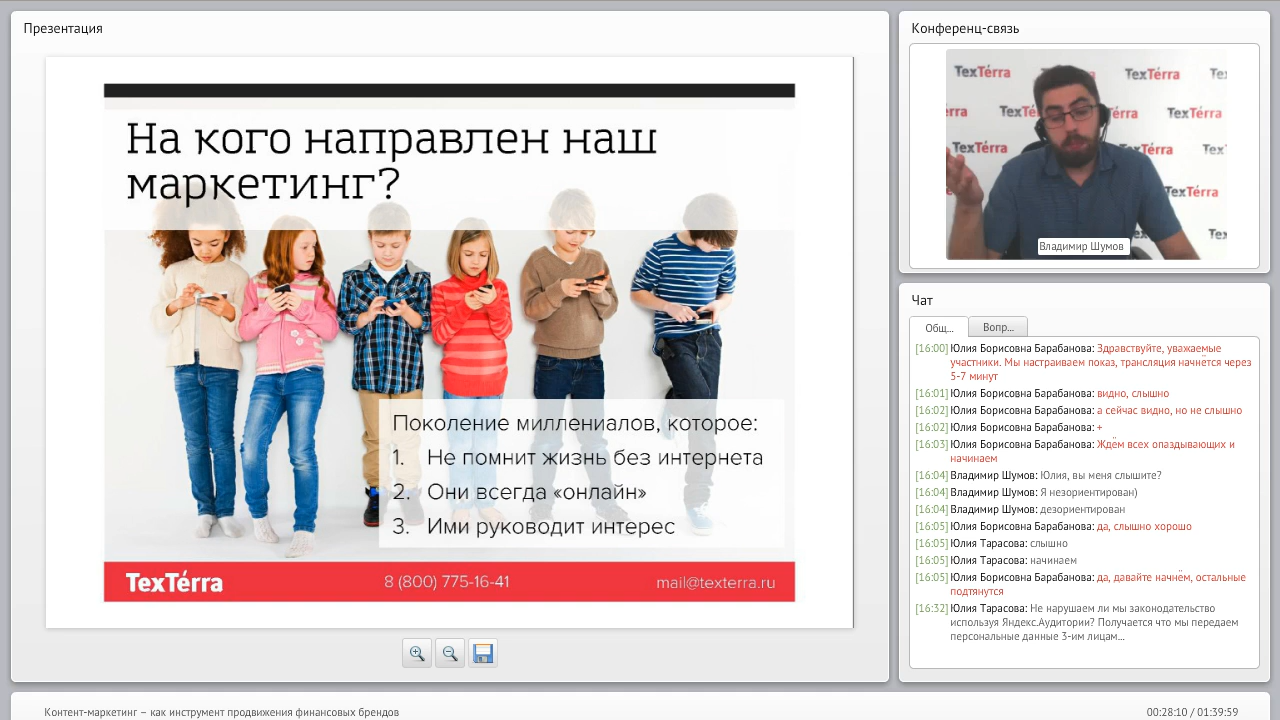 Презентация
На кого направлен наш
маркетинг?
Поколение миллениалов, которое:
1. Не помнит жизнь без интернета
2. Они всегда «онлайн»
3. Ими руководит интерес
TexTérra
8 (800) 775-16-41
mail@texterra.ru
Конференц-связь
TexTérra
TexTérra
TexTérra
TexTérra
TexTérra
TexTérra
Владимир Шумов
Чат
Общ...
Вопр...
[16:00] Юлия Борисовна Барабанова: Здравствуйте, уважаемые
участники. Мы настраиваем показ, трансляция начнётся через
5-7 минут
[16:01] Юлия Борисовна Барабанова: видно, слышно
[16:02] Юлия Борисовна Барабанова: а сейчас видно, но не слышно
[16:02] Юлия Борисовна Барабанова: +
[16:03] Юлия Борисовна Барабанова: Ждём всех опаздывающих и
начинаем
[16:04] Владимир Шумов: Юлия, вы меня слышите?
[16:04] Владимир Шумов: Я незориентирован)
[16:04] Владимир Шумов: дезориентирован
[16:05] Юлия Борисовна Барабанова: да, слышно хорошо
[16:05] Юлия Тарасова: слышно
[16:05] Юлия Тарасова: начинаем
[16:05] Юлия Борисовна Барабанова: да, давайте начнём, остальные
подтянутся
[16:32] Юлия Тарасова: Не нарушаем ли мы законодательство
используя Яндекс.Аудитории? Получается что мы передаем
персональные данные 3-им лицам...
Контент-маркетинг – как инструмент продвижения финансовых брендов
00:28:10 / 01:39:59